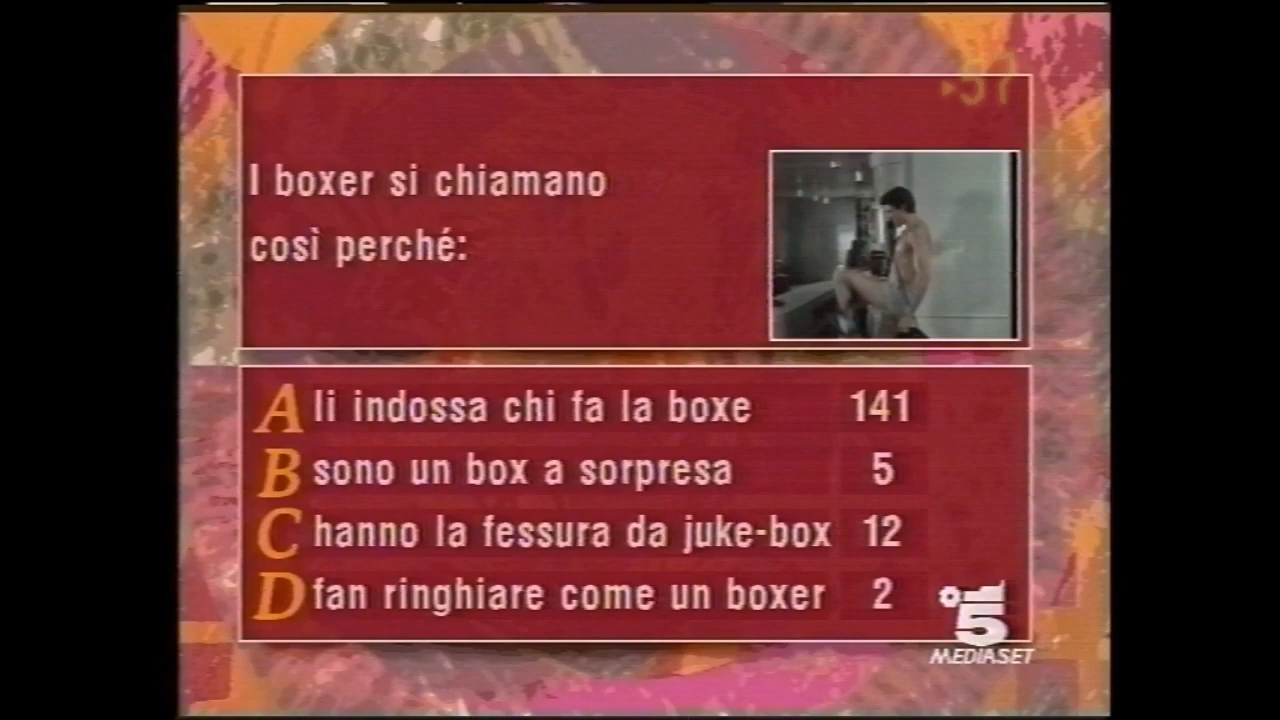 I boxer si chiamano
così perché:
A li indossa chi fa la boxe 141
B sono un box a sorpresa 5
C hanno la fessura da juke-box 12
D fan ringhiare come un boxer 2
5
MEDIASET